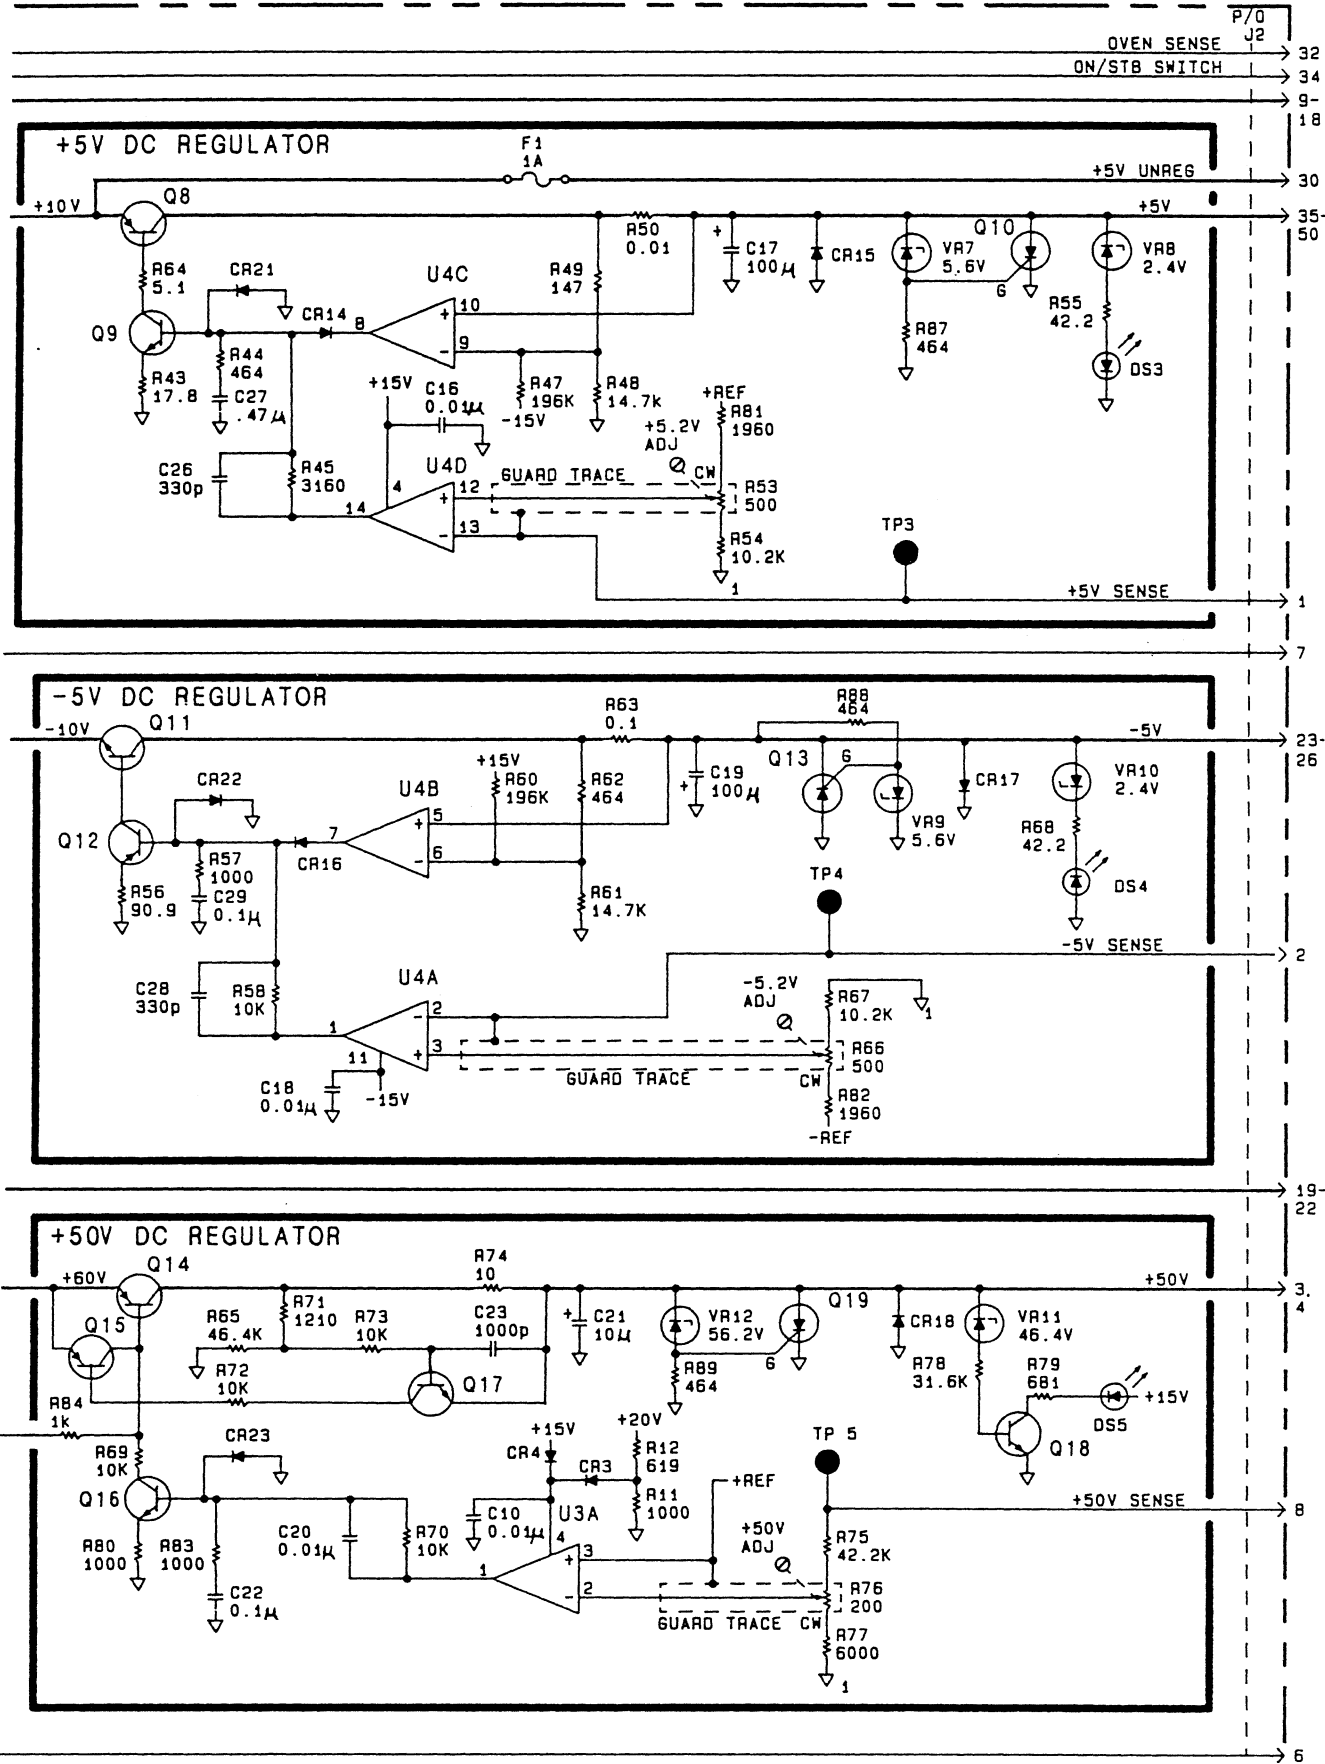 P/O
J2
OVEN SENSE
32
ON/STB SWITCH
34
9-
18
+5V DC REGULATOR
F1
1A
+5V UNREG
30
+10V
Q8
+5V
35-
50
R50
0.01
Q10
+
C17
100μ
CR15
VR7
5.6V
VR8
2.4V
R64
5.1
CR21
U4C
R49
147
G
R55
42.2
Q9
CR14
8
+
10
-
9
R87
464
DS3
R44
464
R43
17.8
C27
.47μ
+15V
C16
0.01μ
R47
196K
-15V
R48
14.7k
+REF
R81
1960
+5.2V
ADJ
CW
C26
330p
R45
3160
U4D
GUARD TRACE
4
+
12
R53
500
14
-
13
R54
10.2K
1
TP3
+5V SENSE
1
7
-5V DC REGULATOR
-10V
Q11
R63
0.1
R88
464
-5V
23-
26
Q13
G
+15V
R60
196K
R62
464
+
C19
100μ
CR17
VR10
2.4V
CR22
U4B
VR9
5.6V
Q12
CR16
7
+
5
-
6
R68
42.2
R57
1000
R56
90.9
C29
0.1μ
R61
14.7K
TP4
DS4
-5V SENSE
2
C28
330p
R58
10K
U4A
-5.2V
ADJ
R67
10.2K
1
-
2
1
+
3
R66
500
11
GUARD TRACE
CW
C18
0.01μ
-15V
R82
1960
-REF
19-
22
+50V DC REGULATOR
+60V
Q14
R74
10
+50V
3.
4
Q19
Q15
R65
46.4K
R71
1210
R73
10K
C23
1000p
+
C21
10μ
VR12
56.2V
CR18
VR11
46.4V
G
R72
10K
Q17
R89
464
R78
31.6K
R79
681
+15V
DS5
R84
1k
Q18
+15V
+20V
TP 5
R69
10K
CR23
CR4
CR3
R12
619
Q16
+REF
+50V SENSE
8
R80
1000
R83
1000
C20
0.01μ
R70
10K
C10
0.01μ
U3A
R11
1000
+50V
ADJ
R75
42.2K
4
+
3
1
-
2
R76
200
C22
0.1μ
GUARD TRACE
CW
R77
6000
1
6